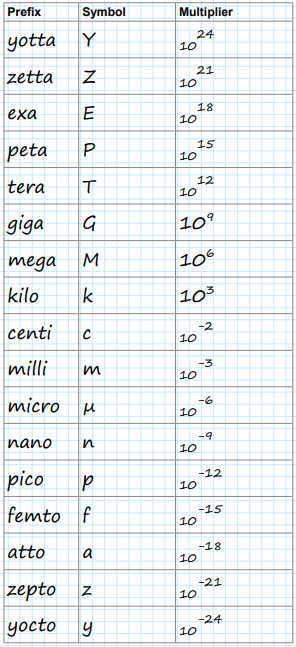 Prefix Symbol Multiplier
yotta Y 10^24
zetta Z 10^21
exa E 10^18
peta P 10^15
tera T 10^12
giga G 10^9
mega M 10^6
kilo k 10^3
centi c 10^-2
milli m 10^-3
micro μ 10^-6
nano n 10^-9
pico p 10^-12
femto f 10^-15
atto a 10^-18
zepto z 10^-21
yocto y 10^-24